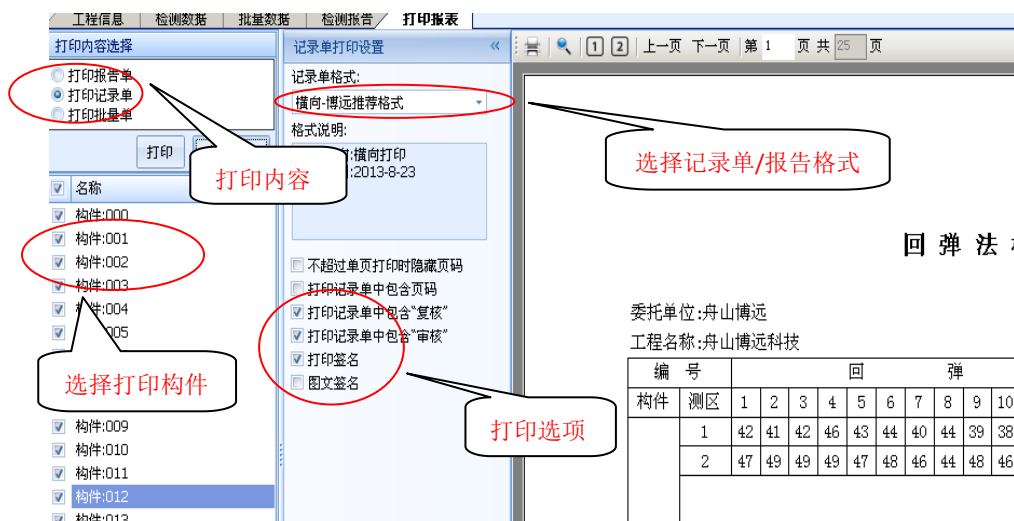 工程信息 检测数据 批量数据 检测报告 打印报表
打印内容选择
打印报告单
打印记录单
打印批量单
打印
打印内容
名称
构件:000
构件:001
构件:002
构件:003
构件:004
005
选择打印构件
构件:009
构件:010
构件:011
构件:012
构件:013
记录单打印设置 «
记录单格式:
横向-博远推荐格式
格式说明:
:横向打印
:2013-8-23
不超过单页打印时隐藏页码
打印记录单中包含页码
打印记录单中包含“复核”
打印记录单中包含“审核”
打印签名
图文签名
打印选项
1 2 上一页 下一页 第 1 页 共 25 页
选择记录单/报告格式
回 弹 法
委托单位:舟山博远
工程名称:舟山博远科技
编 号 回 弹
构件 测区 1 2 3 4 5 6 7 8 9 10
1 42 41 42 46 43 44 40 44 39 38
2 47 49 49 49 47 48 46 44 48 46